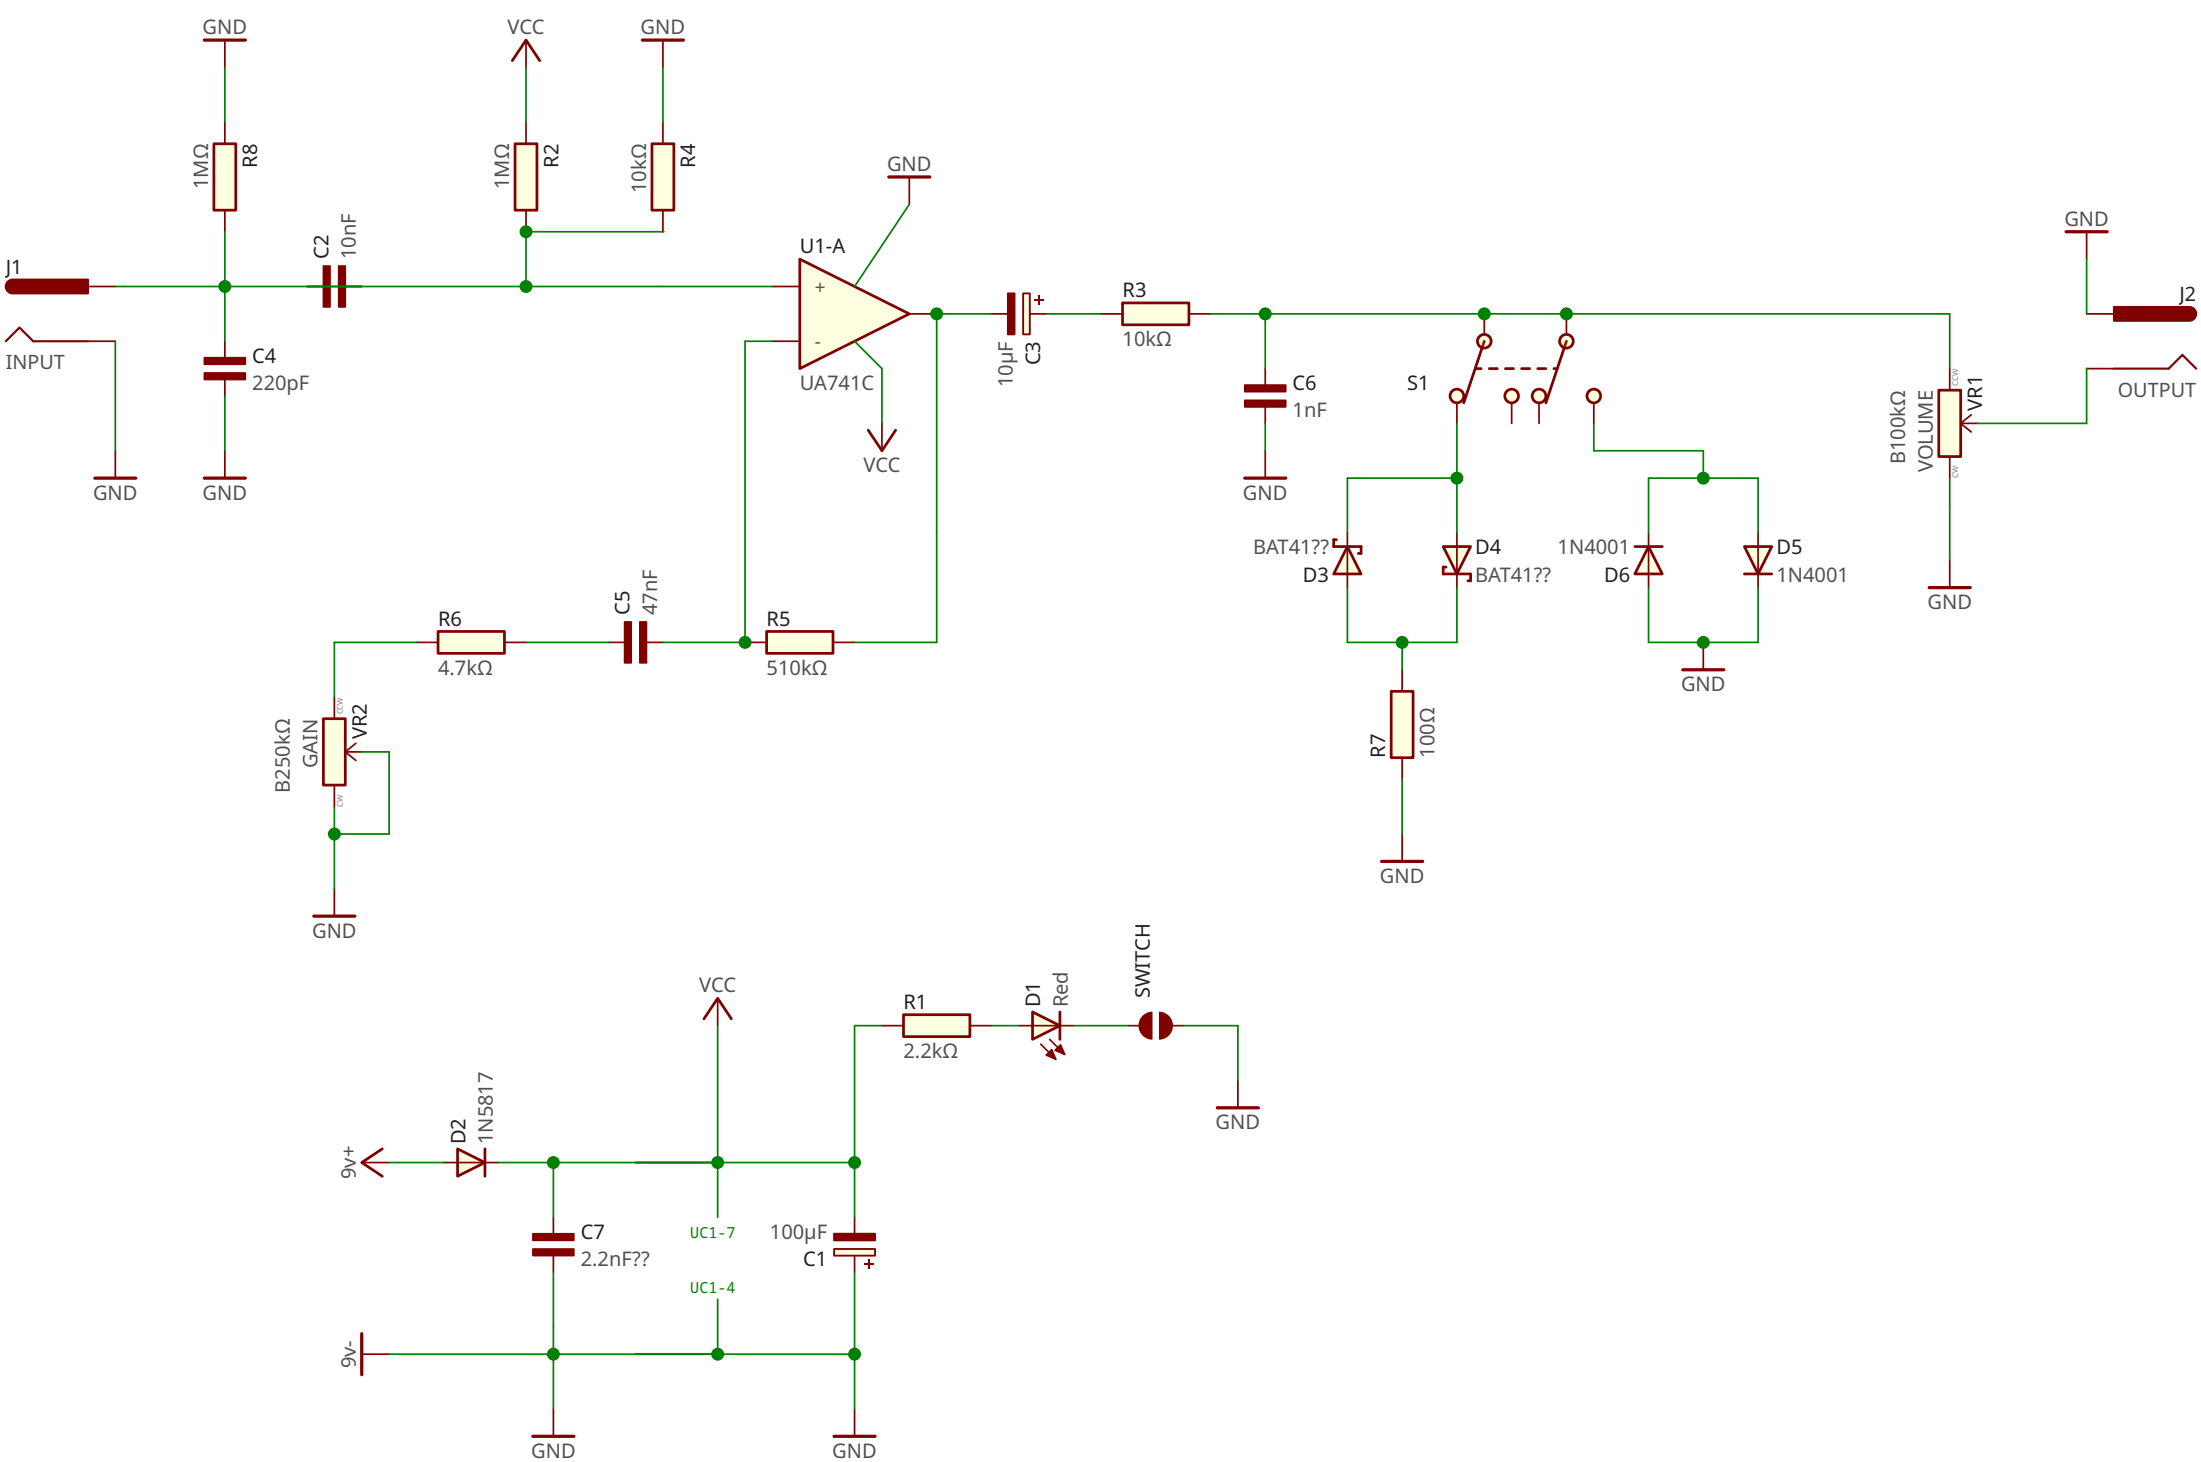 GND
VCC
GND
1MΩ
R8
1MΩ
R2
10kΩ
R4
GND
C2
10nF
U1-A
+
-
UA741C
VCC
J1
INPUT
GND
C4
220pF
GND
10µF
C3
+
R3
10kΩ
C6
1nF
GND
S1
GND
J2
OUTPUT
B100kΩ
VOLUME
VR1
CCW
CW
GND
BAT41??
D3
D4
BAT41??
1N4001
D6
D5
1N4001
GND
R7
100Ω
GND
R6
4.7kΩ
C5
47nF
R5
510kΩ
B250kΩ
GAIN
VR2
CCW
CW
GND
VCC
R1
2.2kΩ
D1
Red
SWITCH
GND
9v+
D2
1N5817
C7
2.2nF??
UC1-7
UC1-4
100µF
C1
+
9v-
GND
GND